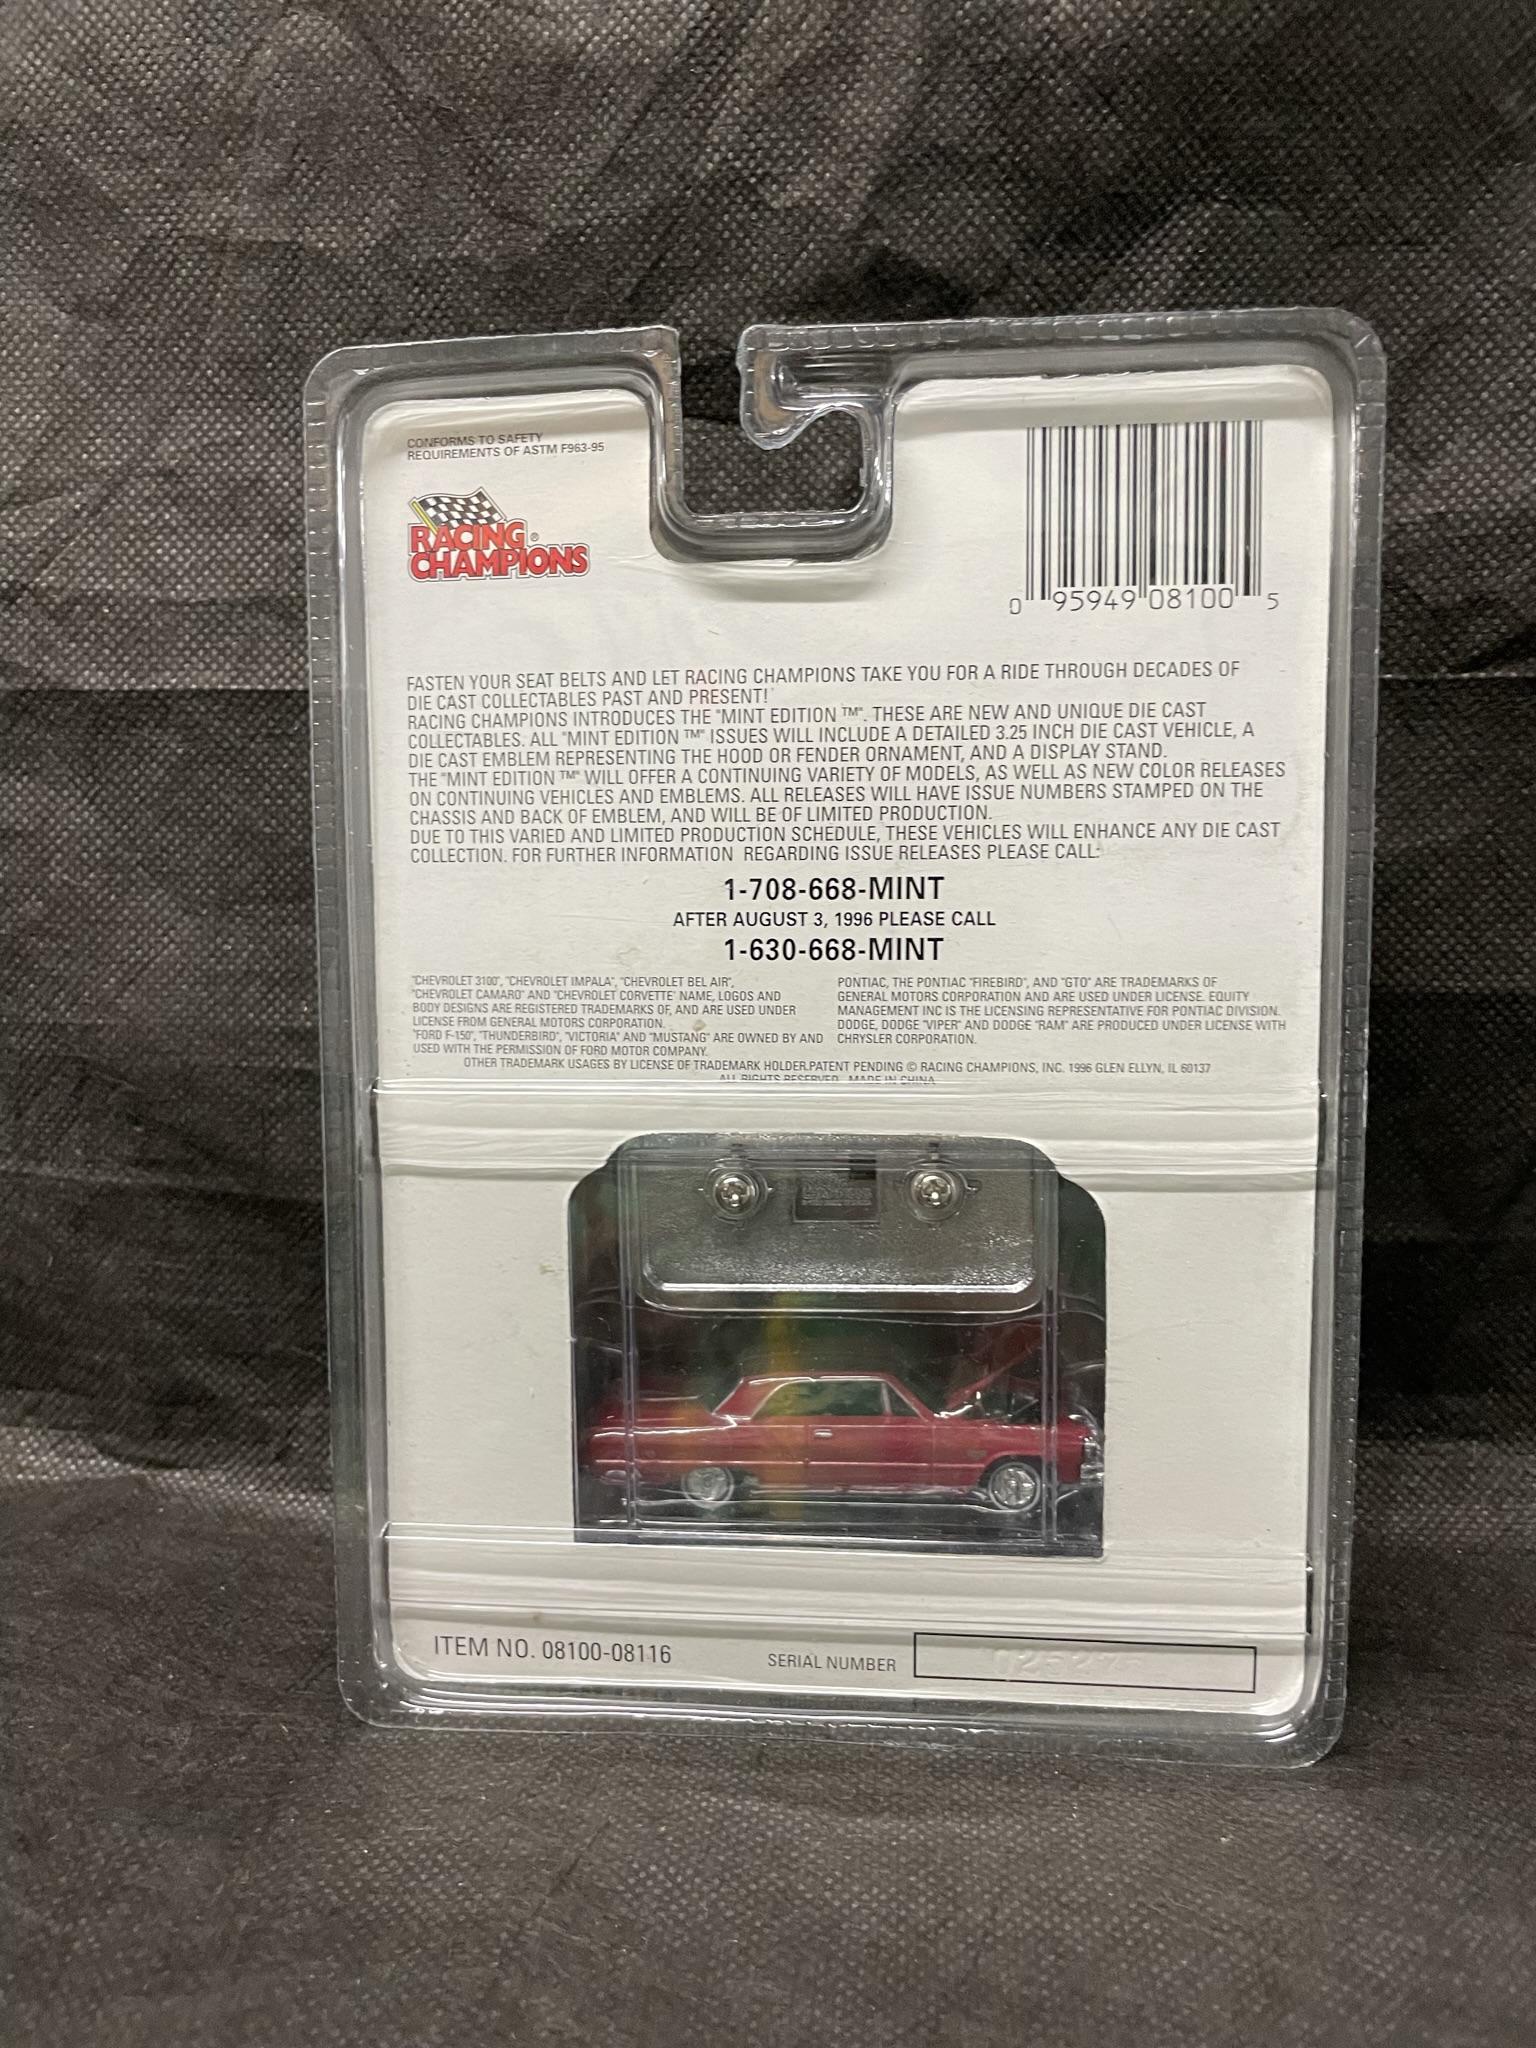 CONFORMS TO SAFETY
REQUIREMENTS OF ASTM F963-95
RACING®
CHAMPIONS
0 95949 08100 5
FASTEN YOUR SEAT BELTS AND LET RACING CHAMPIONS TAKE YOU FOR A RIDE THROUGH DECADES OF
DIE CAST COLLECTABLES PAST AND PRESENT!
RACING CHAMPIONS INTRODUCES THE "MINT EDITION ™". THESE ARE NEW AND UNIQUE DIE CAST
COLLECTABLES. ALL "MINT EDITION ™" ISSUES WILL INCLUDE A DETAILED 3.25 INCH DIE CAST VEHICLE, A
DIE CAST EMBLEM REPRESENTING THE HOOD OR FENDER ORNAMENT, AND A DISPLAY STAND.
THE "MINT EDITION ™" WILL OFFER A CONTINUING VARIETY OF MODELS, AS WELL AS NEW COLOR RELEASES
ON CONTINUING VEHICLES AND EMBLEMS. ALL RELEASES WILL HAVE ISSUE NUMBERS STAMPED ON THE
CHASSIS AND BACK OF EMBLEM, AND WILL BE OF LIMITED PRODUCTION.
DUE TO THIS VARIED AND LIMITED PRODUCTION SCHEDULE, THESE VEHICLES WILL ENHANCE ANY DIE CAST
COLLECTION. FOR FURTHER INFORMATION REGARDING ISSUE RELEASES PLEASE CALL:
1-708-668-MINT
AFTER AUGUST 3, 1996 PLEASE CALL
1-630-668-MINT
"CHEVROLET 3100", "CHEVROLET IMPALA", "CHEVROLET BEL AIR",
"CHEVROLET CAMARO" AND "CHEVROLET CORVETTE" NAME, LOGOS AND
BODY DESIGNS ARE REGISTERED TRADEMARKS OF, AND ARE USED UNDER
LICENSE FROM GENERAL MOTORS CORPORATION.
"FORD F-150", "THUNDERBIRD", "VICTORIA" AND "MUSTANG" ARE OWNED BY AND
USED WITH THE PERMISSION OF FORD MOTOR COMPANY.
PONTIAC, THE PONTIAC "FIREBIRD", AND "GTO" ARE TRADEMARKS OF
GENERAL MOTORS CORPORATION AND ARE USED UNDER LICENSE. EQUITY
MANAGEMENT INC IS THE LICENSING REPRESENTATIVE FOR PONTIAC DIVISION.
DODGE, DODGE "VIPER" AND DODGE "RAM" ARE PRODUCED UNDER LICENSE WITH
CHRYSLER CORPORATION.
OTHER TRADEMARK USAGES BY LICENSE OF TRADEMARK HOLDER.PATENT PENDING © RACING CHAMPIONS, INC. 1996 GLEN ELLYN, IL 60137
ALL RIGHTS RESERVED. MADE IN CHINA
ITEM NO. 08100-08116
SERIAL NUMBER